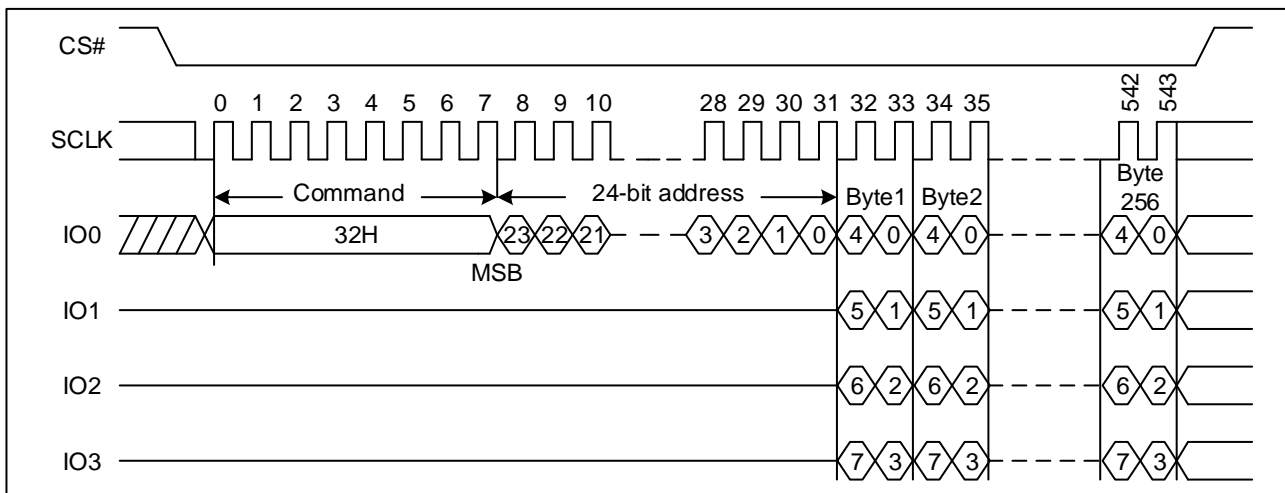 CS#
0 1 2 3 4 5 6 7 8 9 10 28 29 30 31 32 33 34 35 542 543
SCLK
Command 24-bit address Byte1 Byte2 Byte
256
IO0 32H 23 22 21 3 2 1 0 4 0 4 0 4 0
MSB
IO1 5 1 5 1 5 1
IO2 6 2 6 2 6 2
IO3 7 3 7 3 7 3